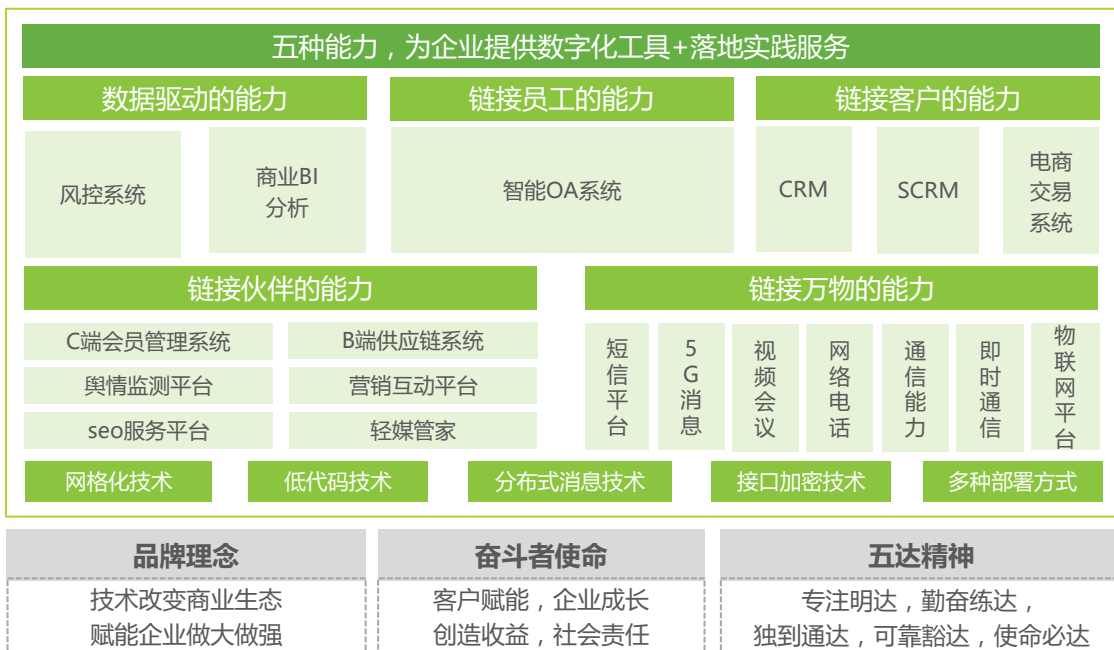 五种能力，为企业提供数字化工具+落地实践服务
数据驱动的能力
链接员工的能力
链接客户的能力
风控系统
商业BI
分析
智能OA系统
CRM
SCRM
电商
交易
系统
链接伙伴的能力
链接万物的能力
C端会员管理系统
B端供应链系统
舆情监测平台
营销互动平台
seo服务平台
轻媒管家
短信平台
5G消息
视频会议
网络电话
通信能力
即时通信
物联网平台
网格化技术
低代码技术
分布式消息技术
接口加密技术
多种部署方式
品牌理念
奋斗者使命
五达精神
技术改变商业生态
赋能企业做大做强
客户赋能，企业成长
创造收益，社会责任
专注明达，勤奋练达，
独到通达，可靠豁达，使命必达